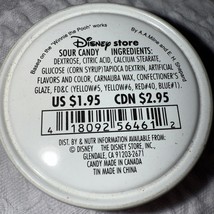 Based on the "Winnie the Pooh" works
By A.A Milne and E.H. Shepard
DISNEY store
SOUR CANDY    INGREDIENTS:
DEXTROSE, CITRIC ACID, CALCIUM STEARATE,
GLUCOSE (CORN SYRUP)TAPIOCA DEXTRIN, ARTIFICIAL
FLAVORS AND COLOR, CARNAUBA WAX, CONFECTIONER'S
GLAZE, FD&C (YELLOW#5, YELLOW#6, RED#40, BLUE#1).
US $1.95    CDN $2.95
4 18092 56461 2
DIST. BY & NUTR INFORMATION AVAILABLE FROM:
© DISNEY    THE DISNEY STORE, INC.,
GLENDALE, CA 91203-2671
CANDY MADE IN CANADA
TIN MADE IN CHINA